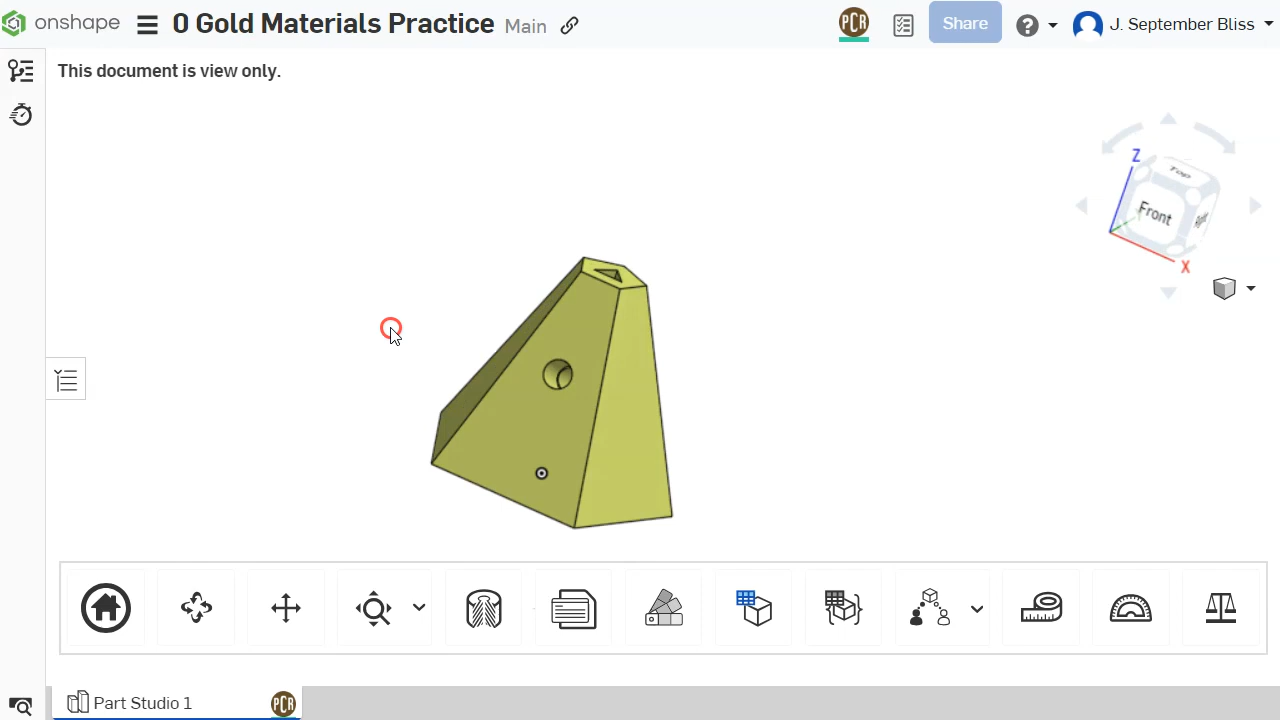 onshape 0 Gold Materials Practice Main PCR Share ? J. September Bliss
This document is view only.
Z
Top
Front
Right
X
Part Studio 1 PCR